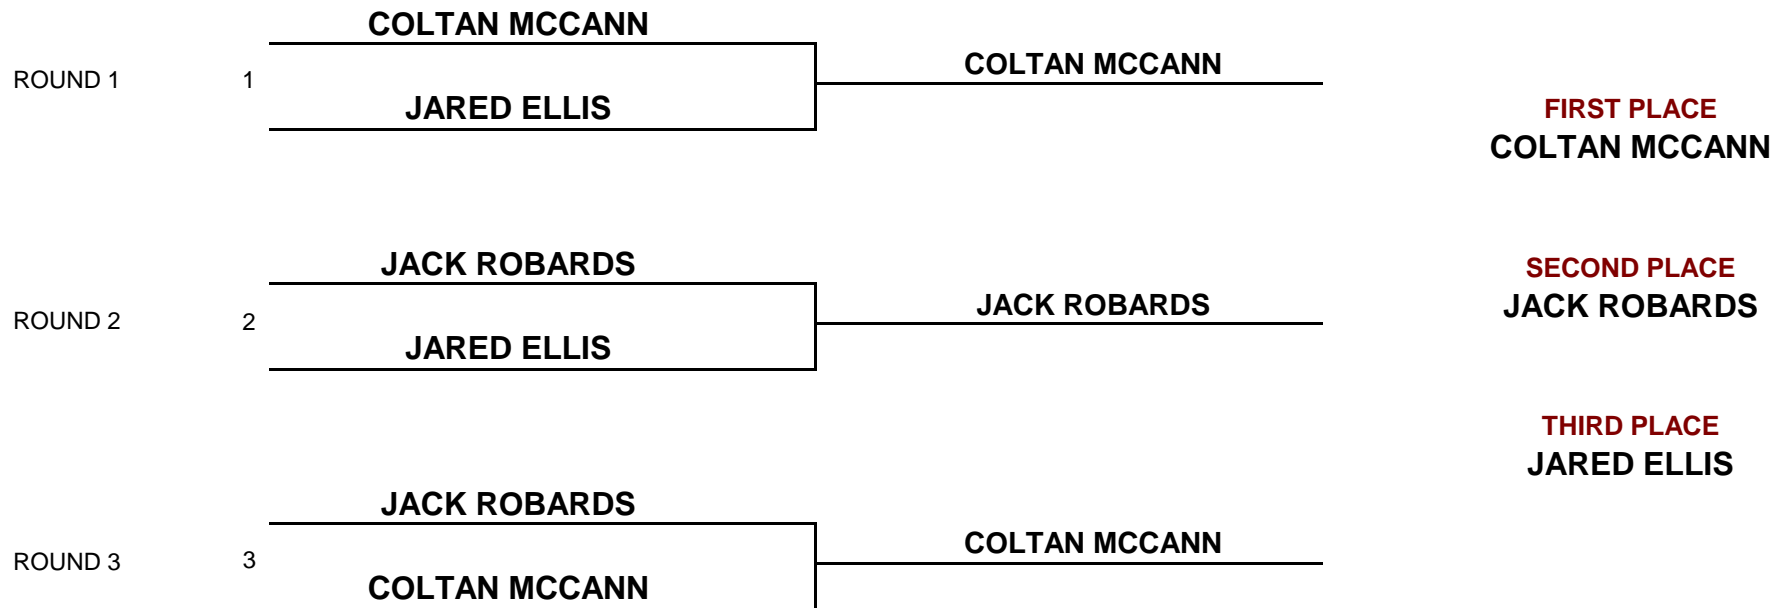 COLTAN MCCANN
ROUND 1 1 COLTAN MCCANN
JARED ELLIS
FIRST PLACE
COLTAN MCCANN
JACK ROBARDS
ROUND 2 2 JACK ROBARDS
JARED ELLIS
SECOND PLACE
JACK ROBARDS
THIRD PLACE
JARED ELLIS
JACK ROBARDS
ROUND 3 3 COLTAN MCCANN
COLTAN MCCANN